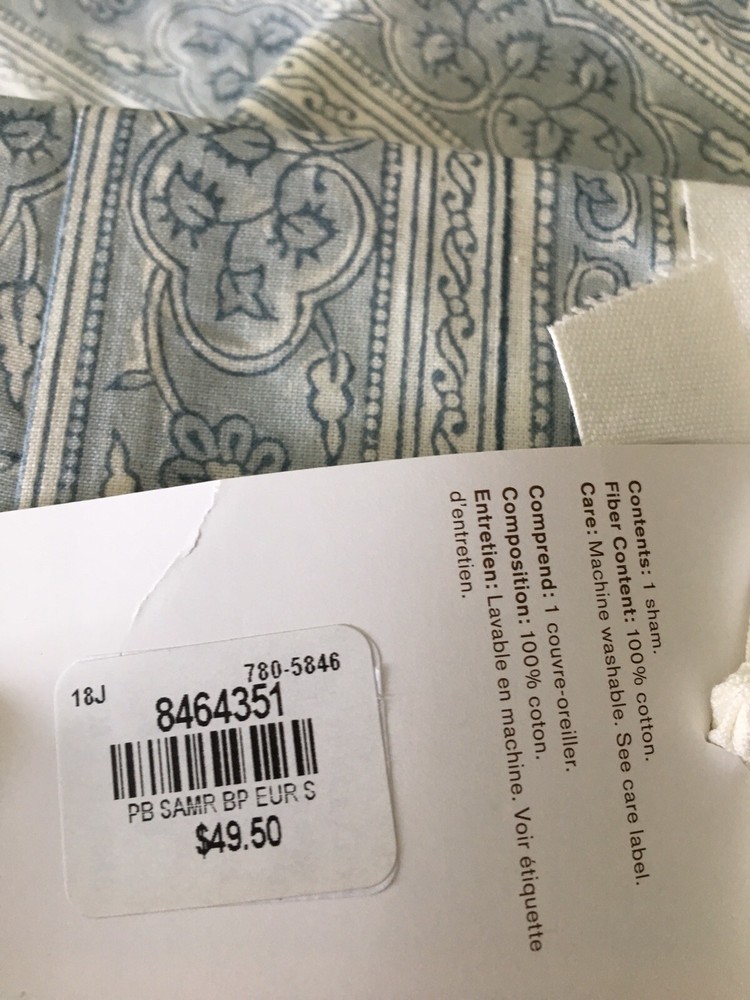 Contents: 1 sham.
Fiber Content: 100% cotton.
Care: Machine washable. See care label.
Comprend: 1 couvre-oreiller.
Composition: 100% coton.
Entretien: Lavable en machine. Voir étiquette
d'entretien.
780-5846
18J
8464351
PB SAMR BP EUR S
$49.50